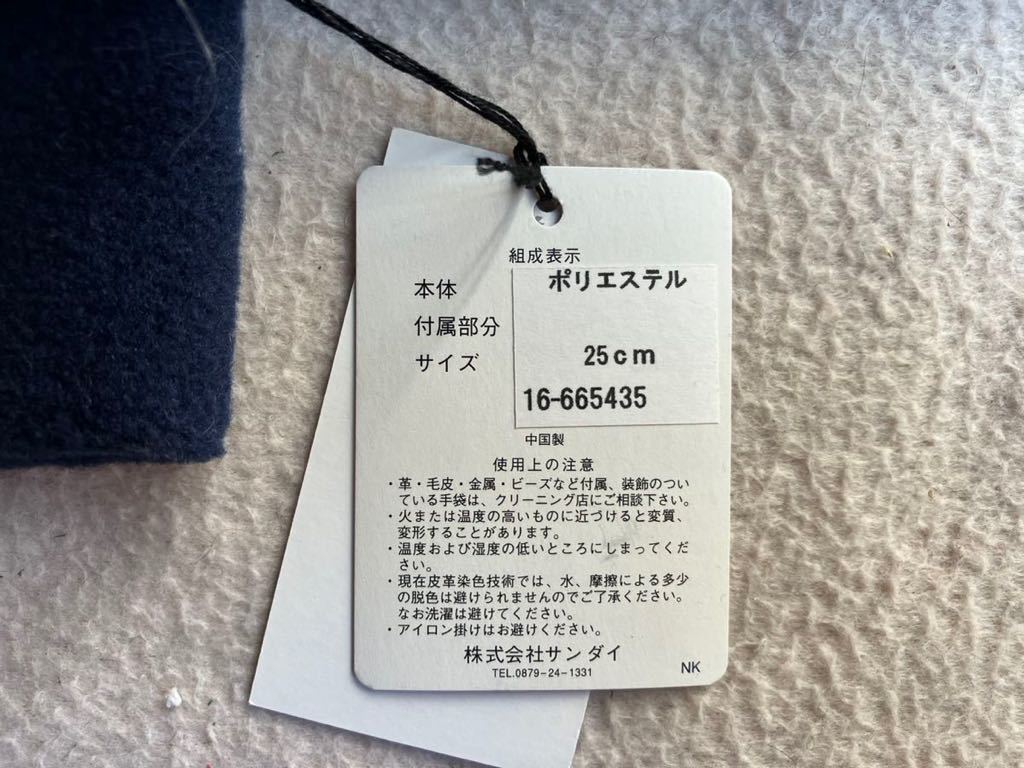 組成表示
本体 ポリエステル
付属部分
サイズ 25cm
16-665435
中国製
使用上の注意
・革・毛皮・金属・ビーズなど付属、装飾のつい
ている手袋は、クリーニング店にご相談下さい。
・火または温度の高いものに近づけると変質、
変形することがあります。
・温度および湿度の低いところにしまってくだ
さい。
・現在皮革染色技術では、水、摩擦による多少
の脱色は避けられませんのでご了承ください。
なお洗濯は避けてください。
・アイロン掛けはお避けください。
株式会社サンダイ
TEL.0879-24-1331 NK